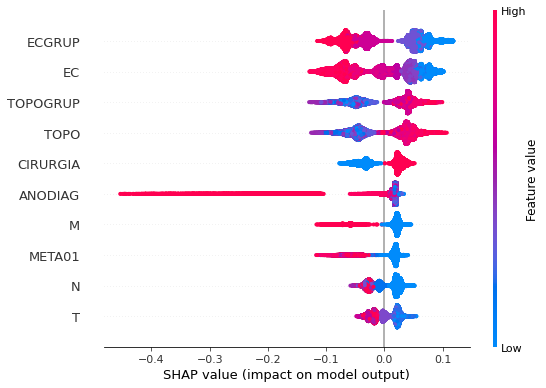 High
ECGRUP
EC
TOPOGRUP
TOPO
CIRURGIA
ANODIAG
M
META01
N
T
Feature value
Low
−0.4 −0.3 −0.2 −0.1 0.0 0.1
SHAP value (impact on model output)